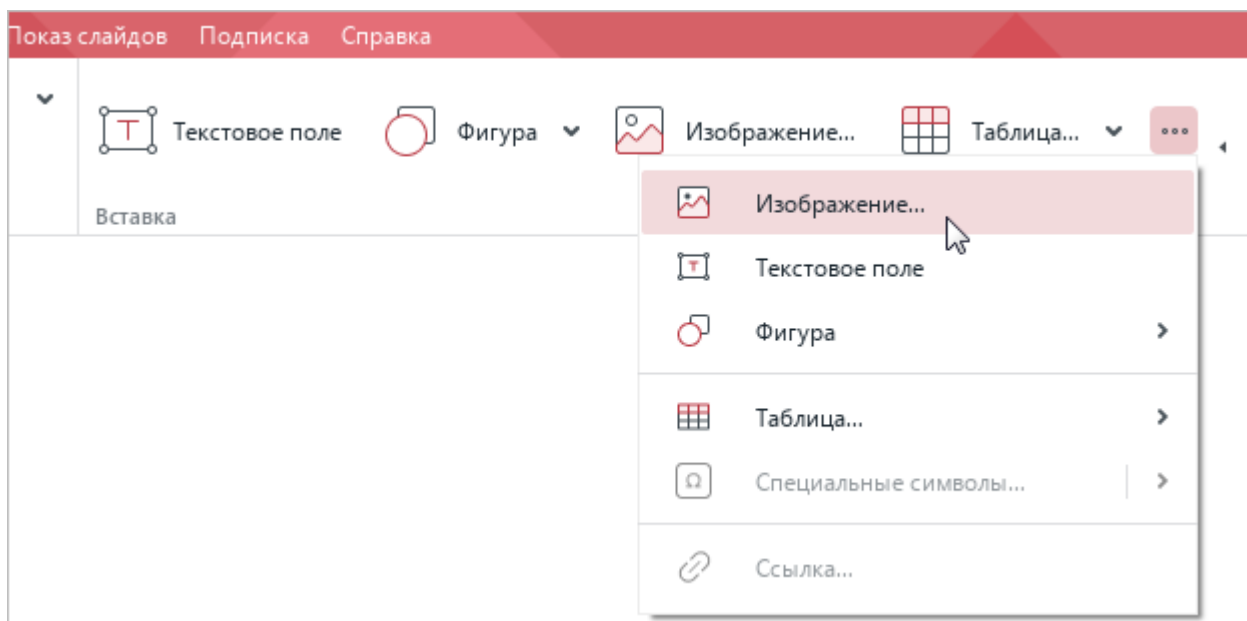 Показ слайдов Подписка Справка
Текстовое поле Фигура Изображение... Таблица...
Вставка
Изображение...
Текстовое поле
Фигура
Таблица...
Специальные символы...
Ссылка...